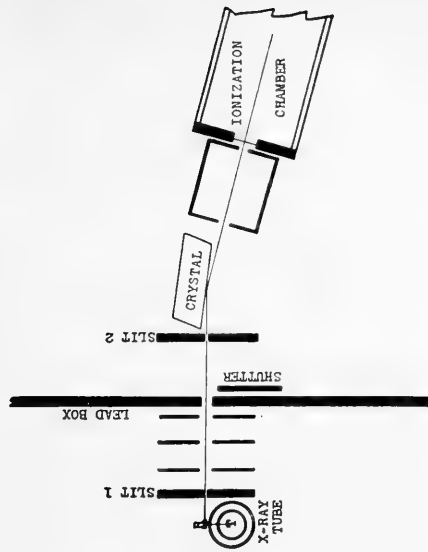 IONIZATION
CHAMBER
CRYSTAL
SLIT 2
SHUTTER
LEAD BOX
SLIT 1
R
T
X-RAY
TUBE